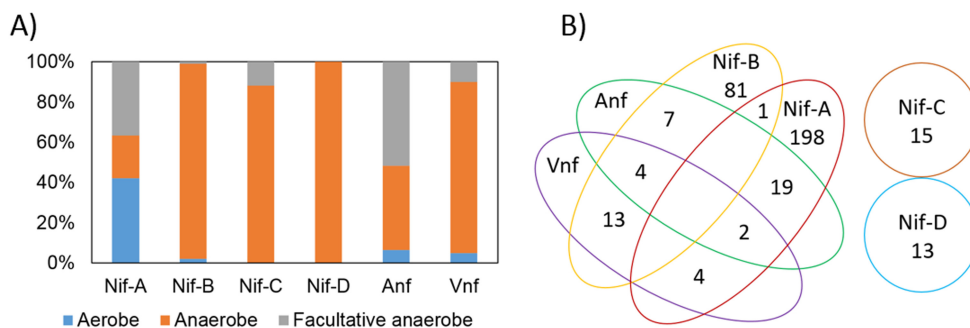 A)
100%
80%
60%
40%
20%
0%
Nif-A Nif-B Nif-C Nif-D Anf Vnf
Aerobe Anaerobe Facultative anaerobe
B)
Nif-B
81
Anf
7
1
Nif-A
198
Vnf
4
19
13
2
4
Nif-C
15
Nif-D
13